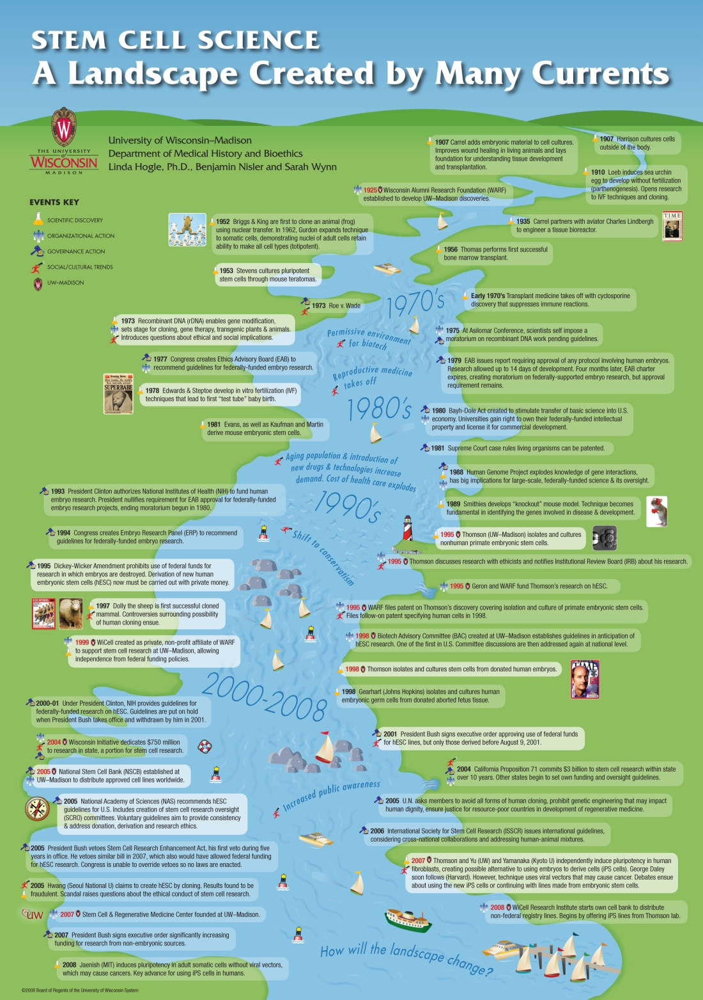 STEM CELL SCIENCE
A Landscape Created by Many Currents
W
THE UNIVERSITY
of
WISCONSIN
MADISON
University of Wisconsin–Madison
Department of Medical History and Bioethics
Linda Hogle, Ph.D., Benjamin Nisler and Sarah Wynn
EVENTS KEY
SCIENTIFIC DISCOVERY
ORGANIZATIONAL ACTION
GOVERNANCE ACTION
SOCIAL/CULTURAL TRENDS
UW–MADISON
1907 Carrel adds embryonic material to cell cultures.
Improves wound healing in living animals and lays
foundation for understanding tissue development
and transplantation.
1907 Harrison cultures cells
outside of the body.
1910 Loeb induces sea urchin
egg to develop without fertilization
(parthenogenesis). Opens research
to IVF techniques and cloning.
1925 Wisconsin Alumni Research Foundation (WARF)
established to develop UW–Madison discoveries.
1935 Carrel partners with aviator Charles Lindbergh
to engineer a tissue bioreactor.
TIME
1952 Briggs & King are first to clone an animal (frog)
using nuclear transfer. In 1962, Gurdon expands technique
to somatic cells, demonstrating nuclei of adult cells retain
ability to make all cell types (totipotent).
1956 Thomas performs first successful
bone marrow transplant.
1953 Stevens cultures pluripotent
stem cells through mouse teratomas.
1970's
Early 1970's Transplant medicine takes off with cyclosporine
discovery that suppresses immune reactions.
1973 Roe v. Wade
1973 Recombinant DNA (rDNA) enables gene modification,
sets stage for cloning, gene therapy, transgenic plants & animals.
Introduces questions about ethical and social implications.
Permissive environment
for biotech
1975 At Asilomar Conference, scientists self impose a
moratorium on recombinant DNA work pending guidelines.
1977 Congress creates Ethics Advisory Board (EAB) to
recommend guidelines for federally-funded embryo research.
1979 EAB issues report requiring approval of any protocol involving human embryos.
Research allowed up to 14 days of development. Four months later, EAB charter
expires, creating moratorium on federally-supported embryo research, but approval
requirement remains.
Reproductive medicine
takes off
Evening News
SUPERBABE
1978 Edwards & Steptoe develop in vitro fertilization (IVF)
techniques that lead to first “test tube” baby birth.
1980's
1980 Bayh-Dole Act created to stimulate transfer of basic science into U.S.
economy. Universities gain right to own their federally-funded intellectual
property and license it for commercial development.
1981 Evans, as well as Kaufman and Martin
derive mouse embryonic stem cells.
1981 Supreme Court case rules living organisms can be patented.
Aging population & introduction of
new drugs & technologies increase
demand. Cost of health care explodes
1988 Human Genome Project explodes knowledge of gene interactions,
has big implications for large-scale, federally-funded science & its oversight.
1993 President Clinton authorizes National Institutes of Health (NIH) to fund human
embryo research. President nullifies requirement for EAB approval for federally-funded
embryo research projects, ending moratorium begun in 1980.
1990's
1989 Smithies develops “knockout” mouse model. Technique becomes
fundamental in identifying the genes involved in disease & development.
1994 Congress creates Embryo Research Panel (ERP) to recommend
guidelines for federally-funded embryo research.
Shift to conservatism
1995 Thomson (UW–Madison) isolates and cultures
nonhuman primate embryonic stem cells.
1995 Thomson discusses research with ethicists and notifies Institutional Review Board (IRB) about his research.
1995 Dickey-Wicker Amendment prohibits use of federal funds for
research in which embryos are destroyed. Derivation of new human
embryonic stem cells (hESC) now must be carried out with private money.
1995 Geron and WARF fund Thomson's research on hESC.
1997 Dolly the sheep is first successful cloned
mammal. Controversies surrounding possibility
of human cloning ensue.
1995 WARF files patent on Thomson's discovery covering isolation and culture of primate embryonic stem cells.
Files follow-on patent specifying human cells in 1998.
1999 WiCell created as private, non-profit affiliate of WARF
to support stem cell research at UW–Madison, allowing
independence from federal funding policies.
1998 Biotech Advisory Committee (BAC) created at UW–Madison establishes guidelines in anticipation of
hESC research. One of the first in U.S. Committee discussions are then addressed again at national level.
1998 Thomson isolates and cultures stem cells from donated human embryos.
TIME
2000-2008
1998 Gearhart (Johns Hopkins) isolates and cultures human
embryonic germ cells from donated aborted fetus tissue.
2000-01 Under President Clinton, NIH provides guidelines for
federally-funded research on hESC. Guidelines are put on hold
when President Bush takes office and withdrawn by him in 2001.
2001 President Bush signs executive order approving use of federal funds
for hESC lines, but only those derived before August 9, 2001.
2004 Wisconsin Initiative dedicates $750 million
to research in state, a portion for stem cell research.
2005 National Stem Cell Bank (NSCB) established at
UW–Madison to distribute approved cell lines worldwide.
2004 California Proposition 71 commits $3 billion to stem cell research within state
over 10 years. Other states begin to set own funding and oversight guidelines.
Increased public awareness
2005 National Academy of Sciences (NAS) recommends hESC
guidelines for U.S. Includes creation of stem cell research oversight
(SCRO) committees. Voluntary guidelines aim to provide consistency
& address donation, derivation and research ethics.
2005 U.N. asks members to avoid all forms of human cloning, prohibit genetic engineering that may impact
human dignity, ensure justice for resource-poor countries in development of regenerative medicine.
2006 International Society for Stem Cell Research (ISSCR) issues international guidelines,
considering cross-national collaborations and addressing human-animal mixtures.
2005 President Bush vetoes Stem Cell Research Enhancement Act, his first veto during five
years in office. He vetoes similar bill in 2007, which also would have allowed federal funding
for hESC research. Congress is unable to override vetoes so no laws are enacted.
2007 Thomson and Yu (UW) and Yamanaka (Kyoto U) independently induce pluripotency in human
fibroblasts, creating possible alternative to using embryos to derive cells (iPS cells). George Daley
soon follows (Harvard). However, technique uses viral vectors that may cause cancer. Debates ensue
about using the new iPS cells or continuing with lines made from embryonic stem cells.
2005 Hwang (Seoul National U) claims to create hESC by cloning. Results found to be
fraudulent. Scandal raises questions about the ethical conduct of stem cell research.
UW
2007 Stem Cell & Regenerative Medicine Center founded at UW–Madison.
2008 WiCell Research Institute starts own cell bank to distribute
non-federal registry lines. Begins by offering iPS lines from Thomson lab.
2007 President Bush signs executive order significantly increasing
funding for research from non-embryonic sources.
How will the landscape change?
2008 Jaenish (MIT) induces pluripotency in adult somatic cells without viral vectors,
which may cause cancers. Key advance for using iPS cells in humans.
©2008 Board of Regents of the University of Wisconsin System